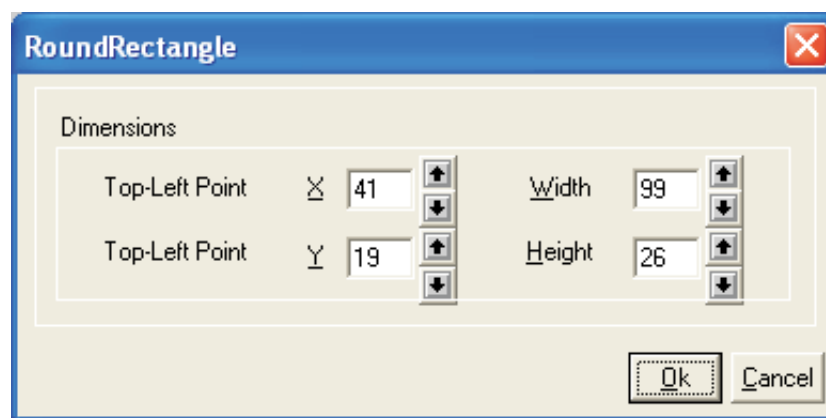 RoundRectangle
Dimensions
Top-Left Point X 41 Width 99
Top-Left Point Y 19 Height 26
Ok Cancel